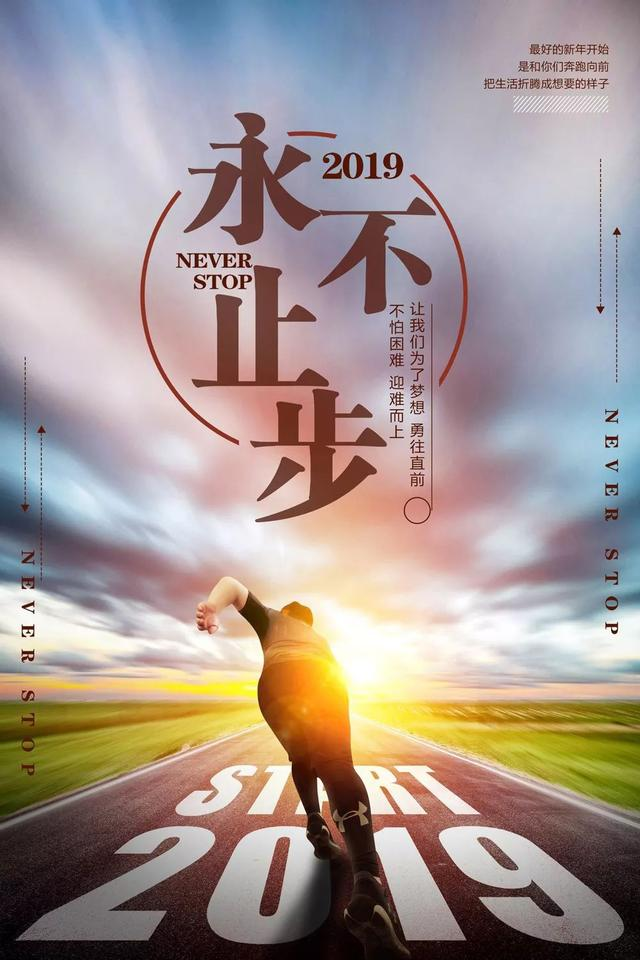 最好的新年开始
是和你们奔跑向前
把生活折腾成想要的样子
永不止步
2019
NEVER
STOP
让我们为了梦想 勇往直前
不怕困难 迎难而上
NEVER STOP
NEVER STOP
START
2019